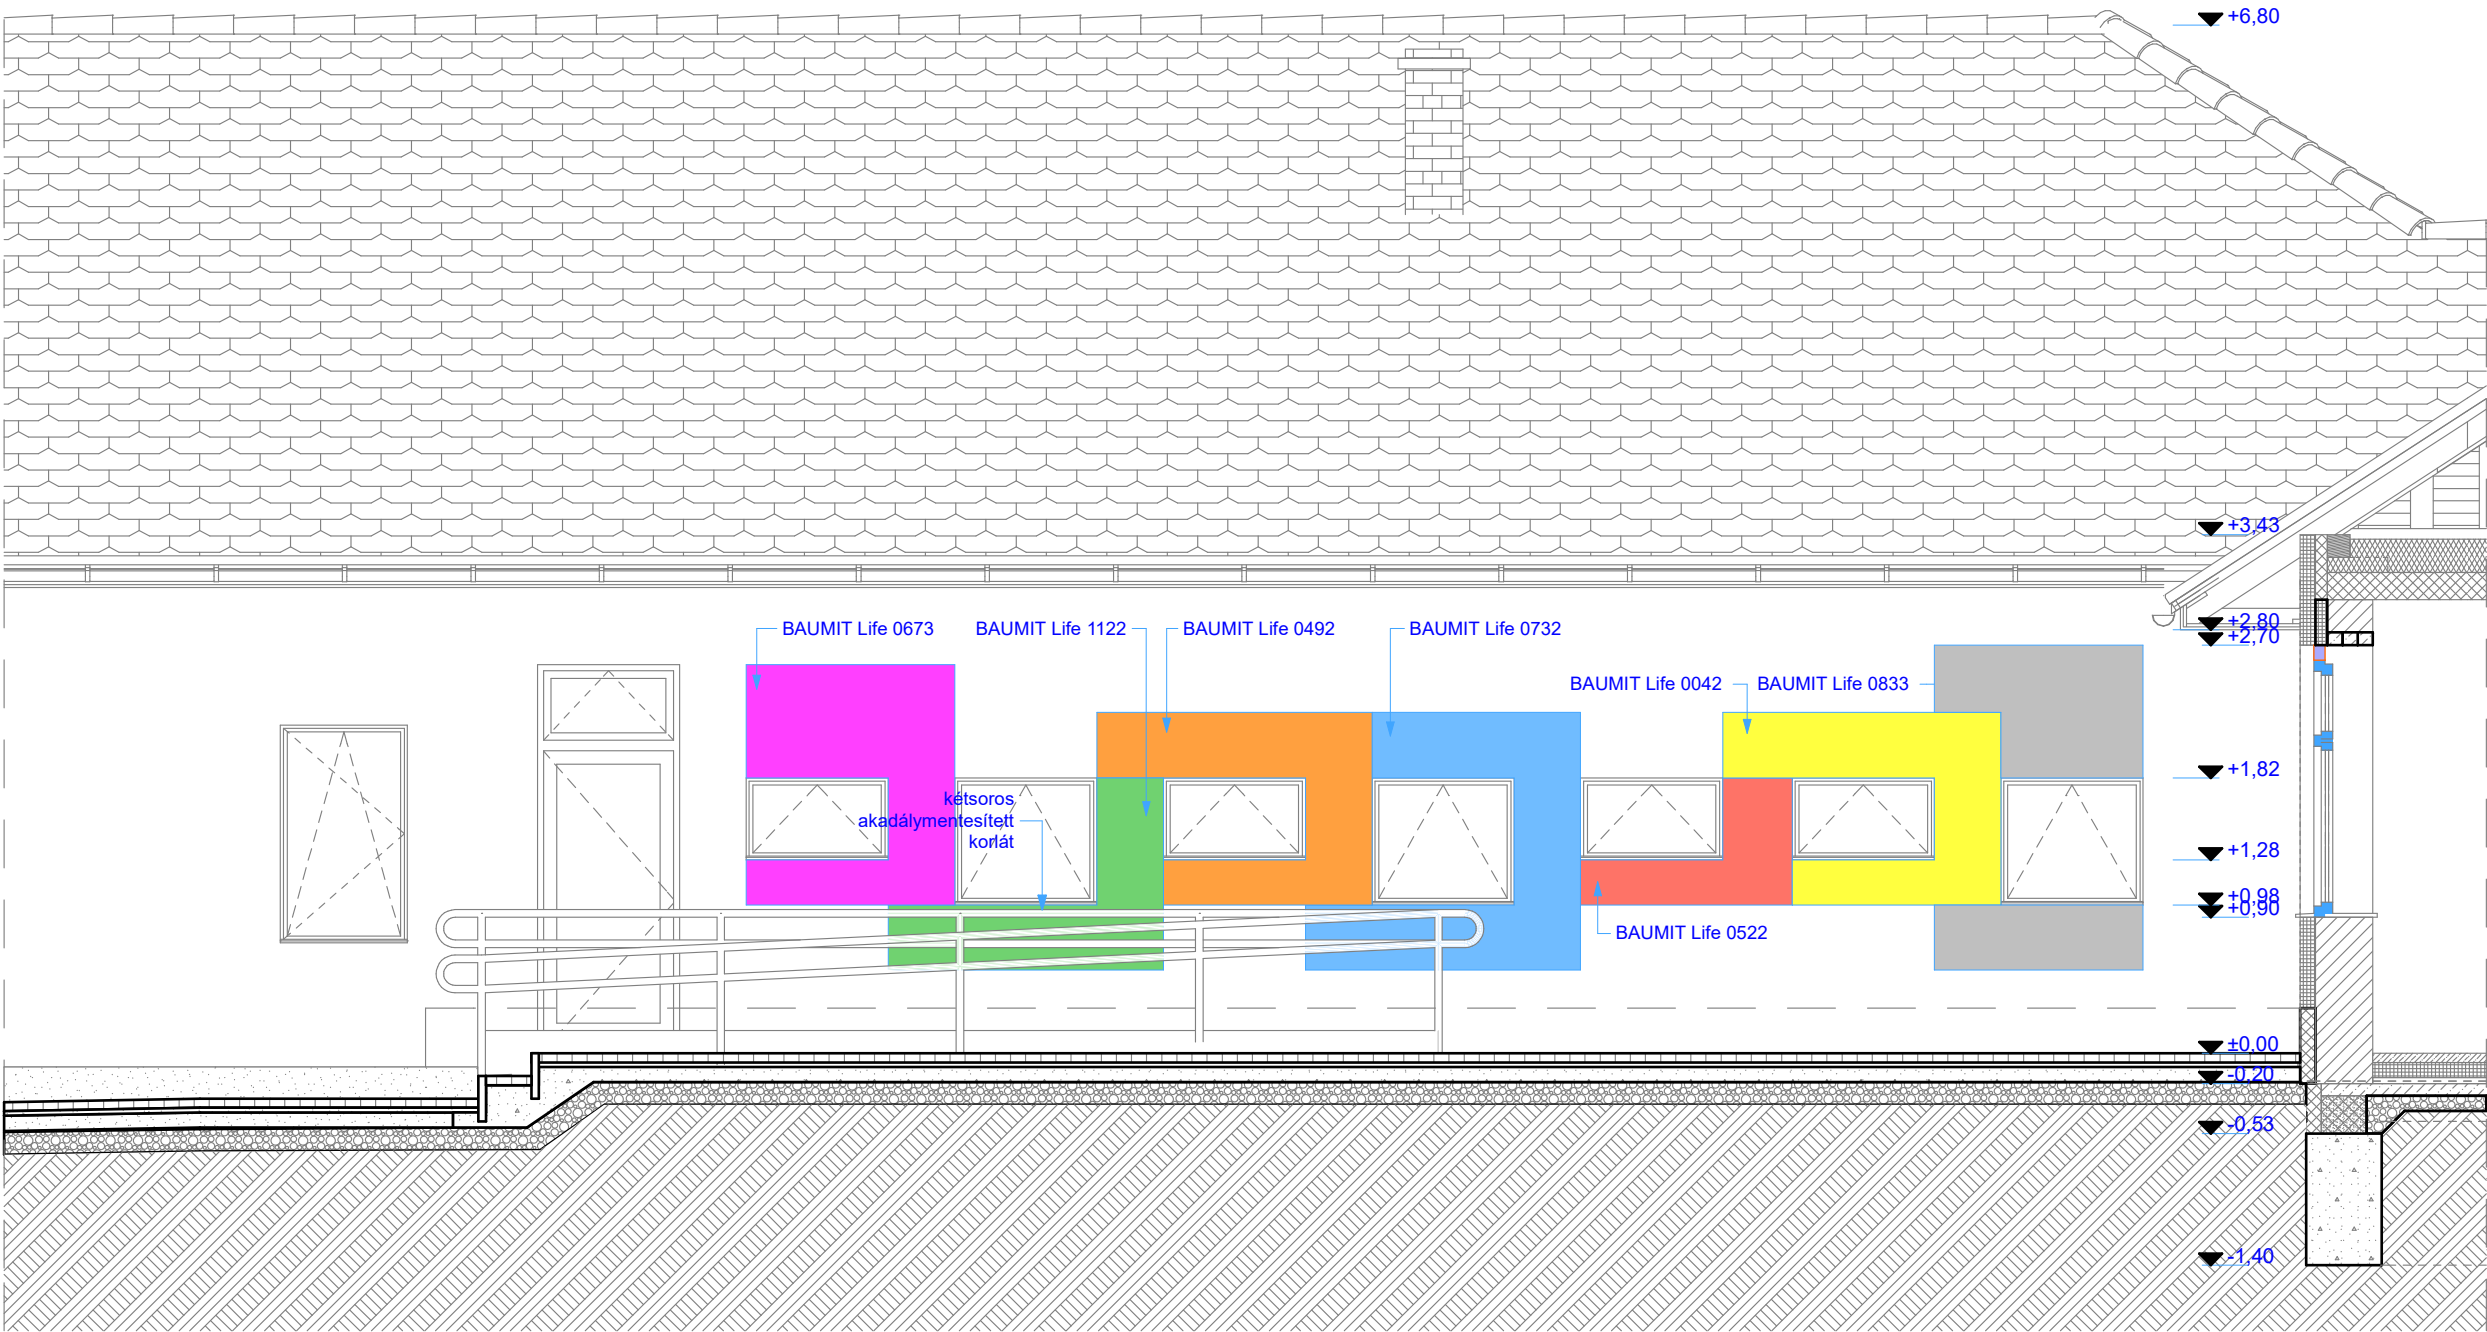 +6,80
+3,43
BAUMIT Life 0673
BAUMIT Life 1122
BAUMIT Life 0492
BAUMIT Life 0732
+2,80
+2,70
BAUMIT Life 0042
BAUMIT Life 0833
+1,82
kétsoros
akadálymentesített
korlát
+1,28
+0,98
+0,90
BAUMIT Life 0522
±0,00
-0,20
-0,53
-1,40